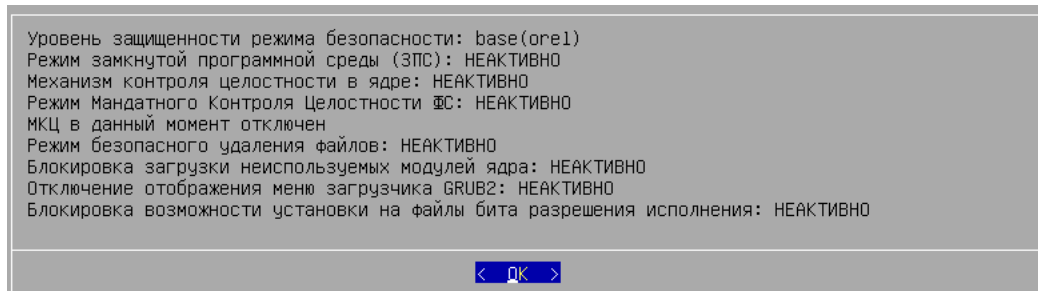 Уровень защищенности режима безопасности: base(orel)
Режим замкнутой программной среды (ЗПС): НЕАКТИВНО
Механизм контроля целостности в ядре: НЕАКТИВНО
Режим Мандатного Контроля Целостности ФС: НЕАКТИВНО
МКЦ в данный момент отключен
Режим безопасного удаления файлов: НЕАКТИВНО
Блокировка загрузки неиспользуемых модулей ядра: НЕАКТИВНО
Отключение отображения меню загрузчика GRUB2: НЕАКТИВНО
Блокировка возможности установки на файлы бита разрешения исполнения: НЕАКТИВНО
< OK >